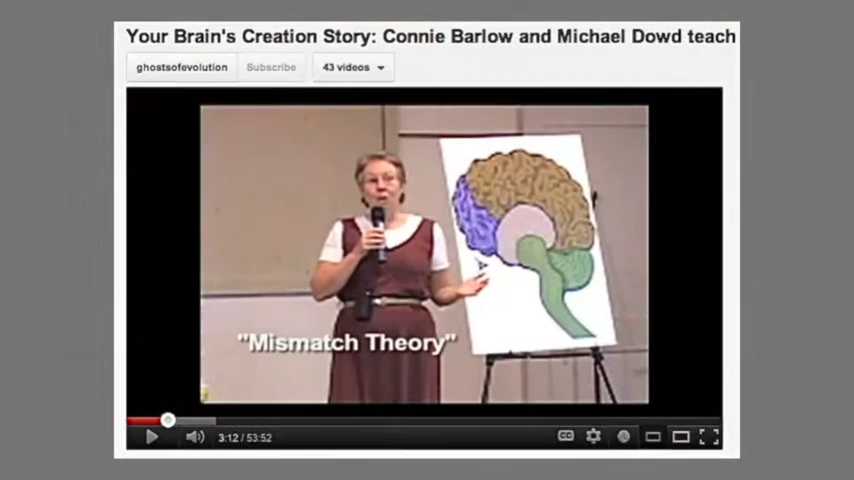 Your Brain's Creation Story: Connie Barlow and Michael Dowd teach
ghostsofevolution
Subscribe
43 videos
"Mismatch Theory"
3:12 / 53:52
CC